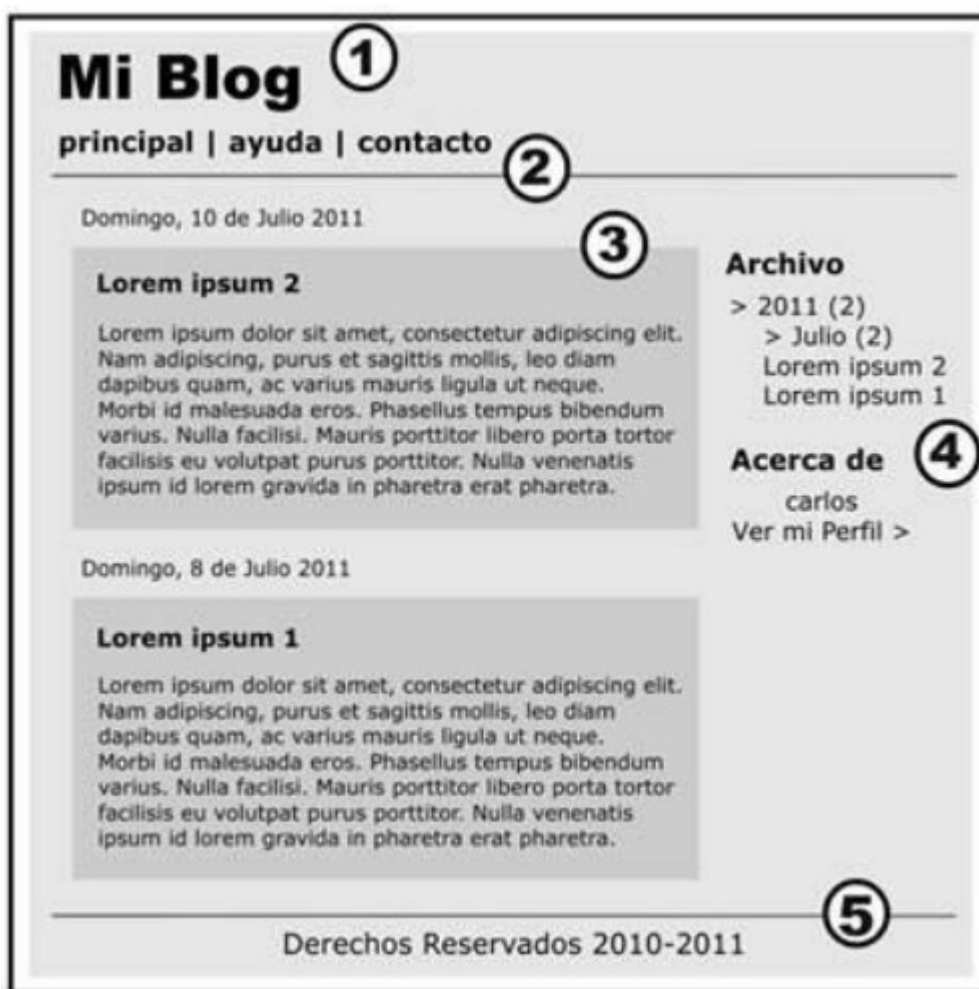 Mi Blog
1
principal | ayuda | contacto
2
Domingo, 10 de Julio 2011
3
Lorem ipsum 2
Lorem ipsum dolor sit amet, consectetur adipiscing elit.
Nam adipiscing, purus et sagittis mollis, leo diam
dapibus quam, ac varius mauris ligula ut neque.
Morbi id malesuada eros. Phasellus tempus bibendum
varius. Nulla facilisi. Mauris porttitor libero porta tortor
facilisis eu volutpat purus porttitor. Nulla venenatis
ipsum id lorem gravida in pharetra erat pharetra.
Domingo, 8 de Julio 2011
Lorem ipsum 1
Lorem ipsum dolor sit amet, consectetur adipiscing elit.
Nam adipiscing, purus et sagittis mollis, leo diam
dapibus quam, ac varius mauris ligula ut neque.
Morbi id malesuada eros. Phasellus tempus bibendum
varius. Nulla facilisi. Mauris porttitor libero porta tortor
facilisis eu volutpat purus porttitor. Nulla venenatis
ipsum id lorem gravida in pharetra erat pharetra.
Archivo
> 2011 (2)
> Julio (2)
Lorem ipsum 2
Lorem ipsum 1
4
Acerca de
carlos
Ver mi Perfil >
5
Derechos Reservados 2010-2011